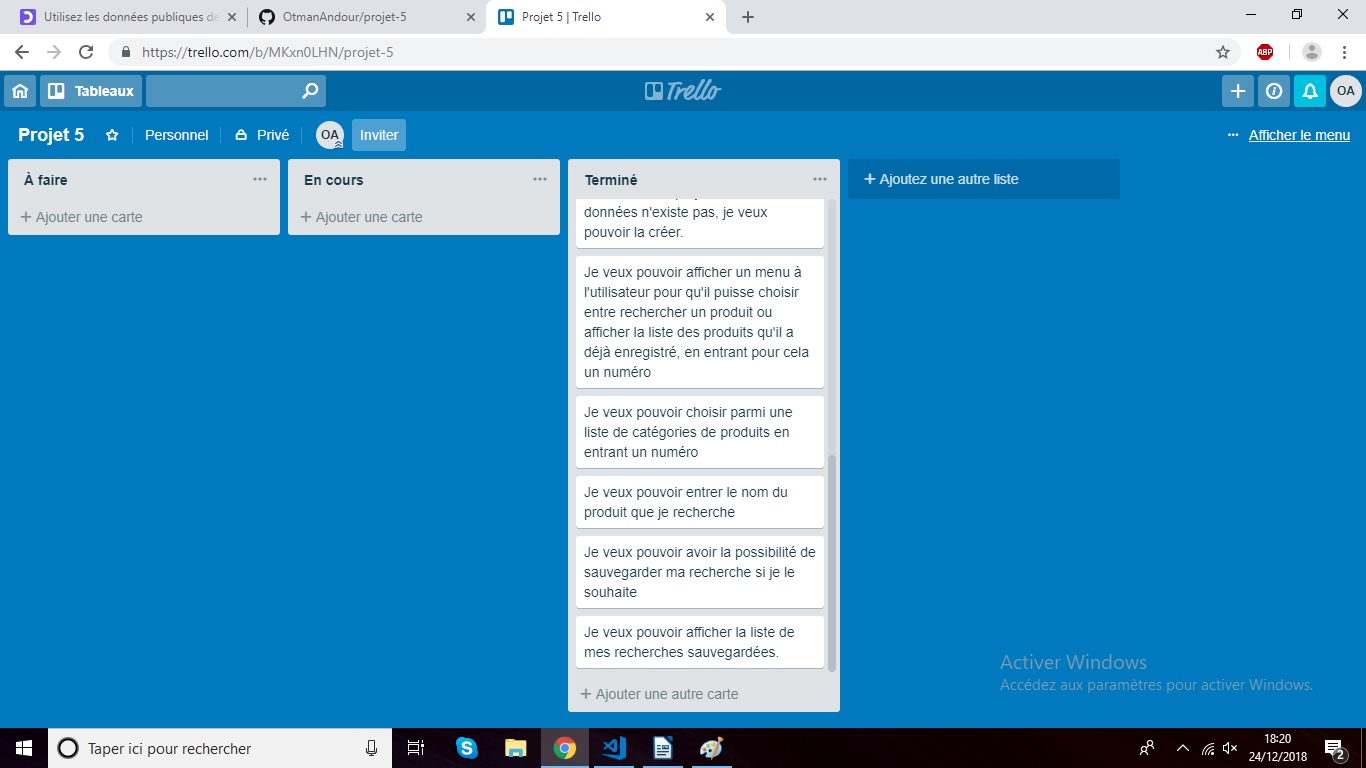 Utilisez les données publiques de
OtmanAndour/projet-5
Projet 5 | Trello
https://trello.com/b/MKxn0LHN/projet-5
ABP
Tableaux
Trello
OA
Projet 5
Personnel
Privé
OA
Inviter
Afficher le menu
À faire
+ Ajouter une carte
En cours
+ Ajouter une carte
Terminé
données n'existe pas, je veux
pouvoir la créer.
Je veux pouvoir afficher un menu à
l'utilisateur pour qu'il puisse choisir
entre rechercher un produit ou
afficher la liste des produits qu'il a
déjà enregistré, en entrant pour cela
un numéro
Je veux pouvoir choisir parmi une
liste de catégories de produits en
entrant un numéro
Je veux pouvoir entrer le nom du
produit que je recherche
Je veux pouvoir avoir la possibilité de
sauvegarder ma recherche si je le
souhaite
Je veux pouvoir afficher la liste de
mes recherches sauvegardées.
+ Ajouter une autre carte
+ Ajoutez une autre liste
Activer Windows
Accédez aux paramètres pour activer Windows.
Taper ici pour rechercher
18:20
24/12/2018
2